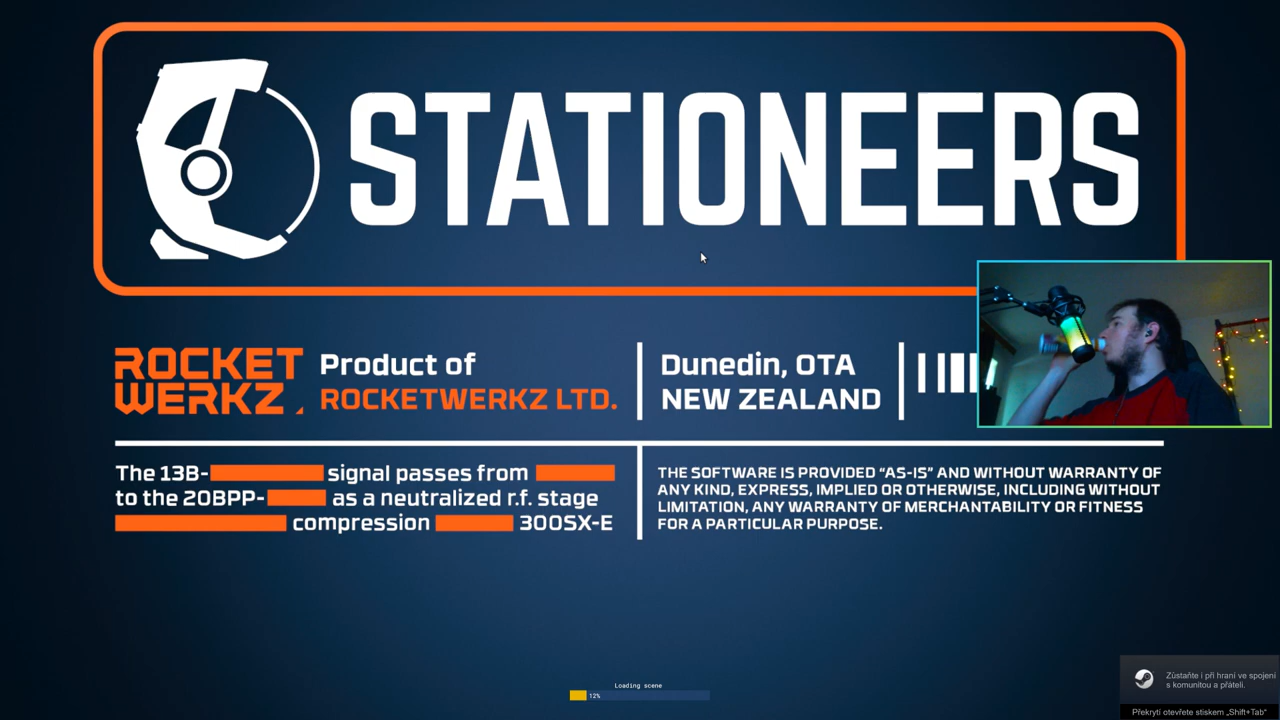 STATIONEERS
ROCKET
WERKZ
Product of
ROCKETWERKZ LTD.
Dunedin, OTA
NEW ZEALAND
The 13B- signal passes from
to the 20BPP- as a neutralized r.f. stage
compression 300SX-E
THE SOFTWARE IS PROVIDED “AS-IS” AND WITHOUT WARRANTY OF
ANY KIND, EXPRESS, IMPLIED OR OTHERWISE, INCLUDING WITHOUT
LIMITATION, ANY WARRANTY OF MERCHANTABILITY OR FITNESS
FOR A PARTICULAR PURPOSE.
Loading scene
12%
Zůstaňte i při hraní ve spojení
s komunitou a přáteli.
Překrytí otevřete stiskem „Shift+Tab“